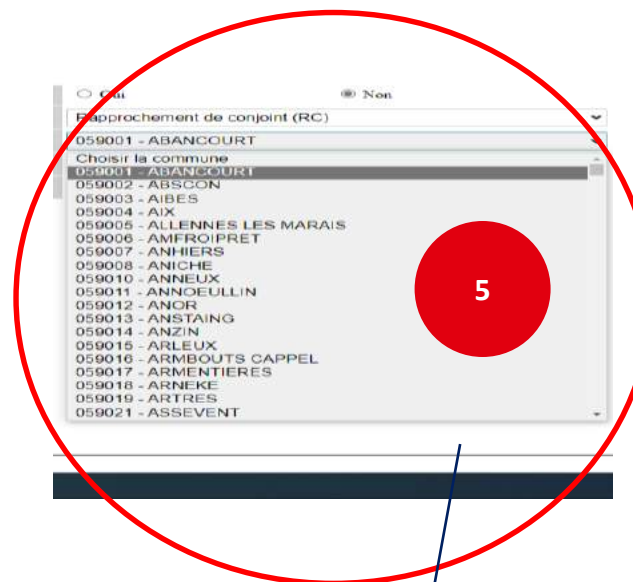 Oui Non
Rapprochement de conjoint (RC)
059001 - ABANCOURT
Choisir la commune
059001 - ABANCOURT
059002 - ABSCON
059003 - AIBES
059004 - AIX
059005 - ALLENNES LES MARAIS
059006 - AMFROIPRET
059007 - ANHIERS
059008 - ANICHE
059010 - ANNEUX
059011 - ANNOEULLIN
059012 - ANOR
059013 - ANSTAING
059014 - ANZIN
059015 - ARLEUX
059016 - ARMBOUTS CAPPEL
059017 - ARMENTIERES
059018 - ARNEKE
059019 - ARTRES
059021 - ASSEVENT
5